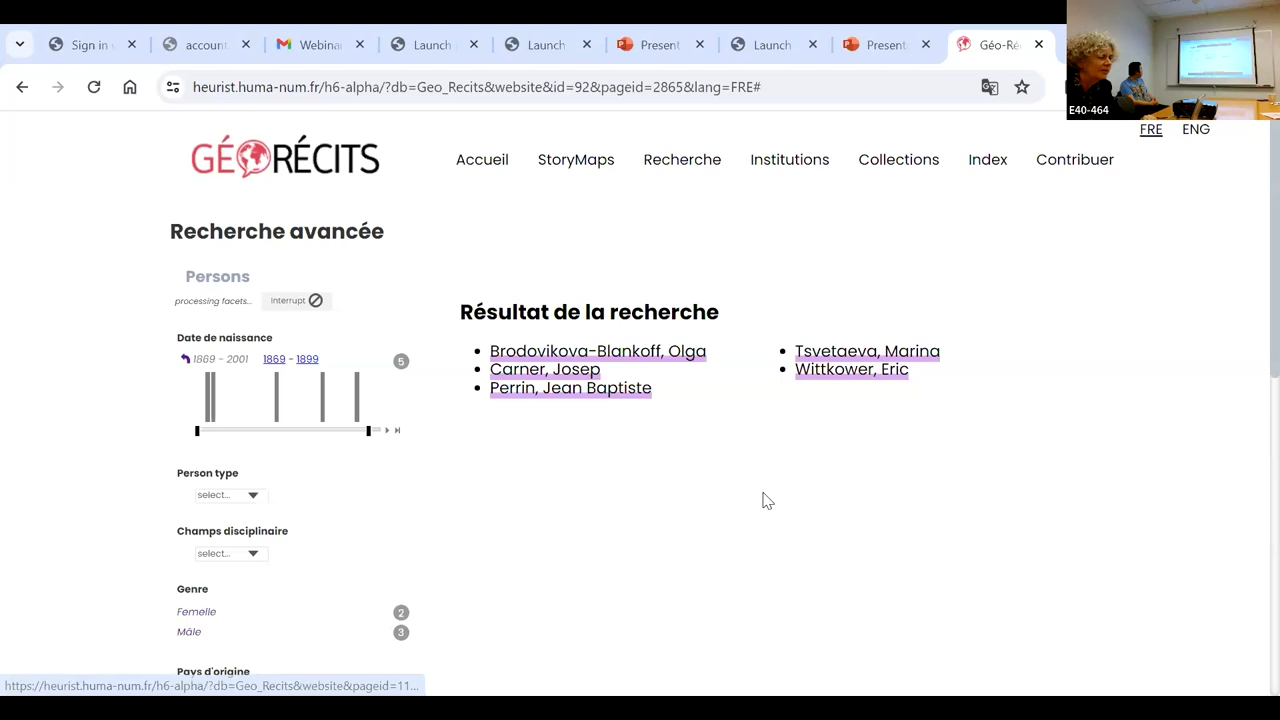 Sign in
account
Webina
Launch
Launch
Present
Launch
Present
Géo-Ré
heurist.huma-num.fr/h6-alpha/?db=Geo_Recits&website&id=92&pageid=2865&lang=FRE#
E40-464
FRE ENG
GÉORÉCITS
Accueil StoryMaps Recherche Institutions Collections Index Contribuer
Recherche avancée
Persons
processing facets... interrupt
Date de naissance
1869 - 2001 1869 - 1899 5
Person type
select...
Champs disciplinaire
select...
Genre
Femelle 2
Mâle 3
Pays d'origine
Résultat de la recherche
Brodovikova-Blankoff, Olga
Carner, Josep
Perrin, Jean Baptiste
Tsvetaeva, Marina
Wittkower, Eric
https://heurist.huma-num.fr/h6-alpha/?db=Geo_Recits&website&pageid=11...